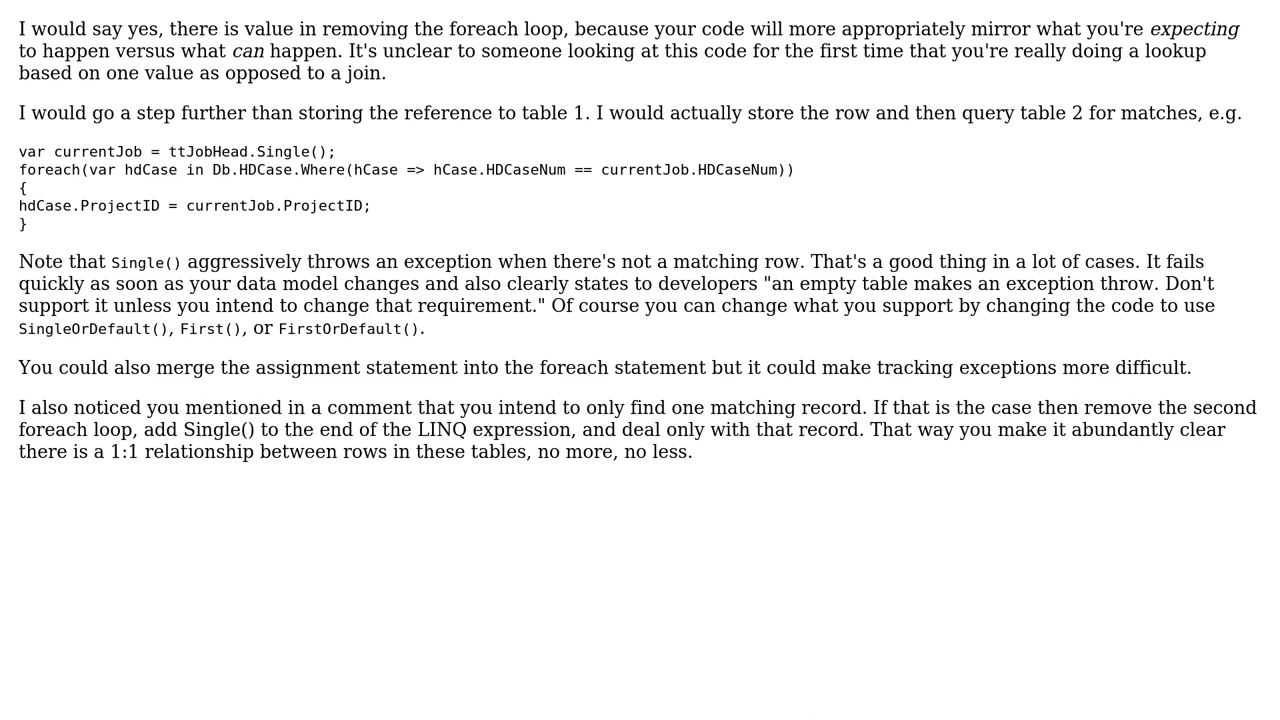 I would say yes, there is value in removing the foreach loop, because your code will more appropriately mirror what you're expecting
to happen versus what can happen. It's unclear to someone looking at this code for the first time that you're really doing a lookup
based on one value as opposed to a join.
I would go a step further than storing the reference to table 1. I would actually store the row and then query table 2 for matches, e.g.
var currentJob = ttJobHead.Single();
foreach(var hdCase in Db.HDCase.Where(hCase => hCase.HDCaseNum == currentJob.HDCaseNum))
{
hdCase.ProjectID = currentJob.ProjectID;
}
Note that Single() aggressively throws an exception when there's not a matching row. That's a good thing in a lot of cases. It fails
quickly as soon as your data model changes and also clearly states to developers "an empty table makes an exception throw. Don't
support it unless you intend to change that requirement." Of course you can change what you support by changing the code to use
SingleOrDefault(), First(), or FirstOrDefault().
You could also merge the assignment statement into the foreach statement but it could make tracking exceptions more difficult.
I also noticed you mentioned in a comment that you intend to only find one matching record. If that is the case then remove the second
foreach loop, add Single() to the end of the LINQ expression, and deal only with that record. That way you make it abundantly clear
there is a 1:1 relationship between rows in these tables, no more, no less.